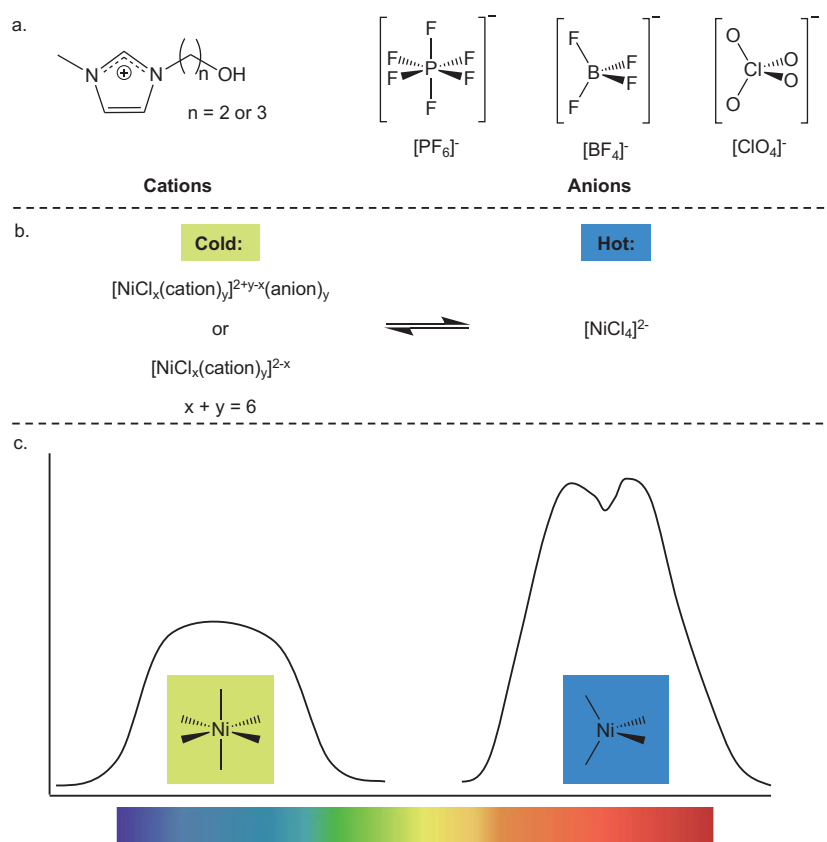 a.
N
N
n
OH
n = 2 or 3
F
F
F
P
F
F
F
−
[PF₆]⁻
F
B
F
F
F
−
[BF₄]⁻
O
Cl
O
O
O
−
[ClO₄]⁻
Cations
Anions
b.
Cold:
Hot:
[NiClₓ(cation)ᵧ]²⁺ʸ⁻ˣ(anion)ᵧ
or
[NiCl₄]²⁻
[NiClₓ(cation)ᵧ]²⁻ˣ
x + y = 6
c.
Ni
Ni